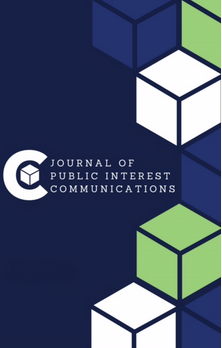 JOURNAL OF
PUBLIC INTEREST
COMMUNICATIONS